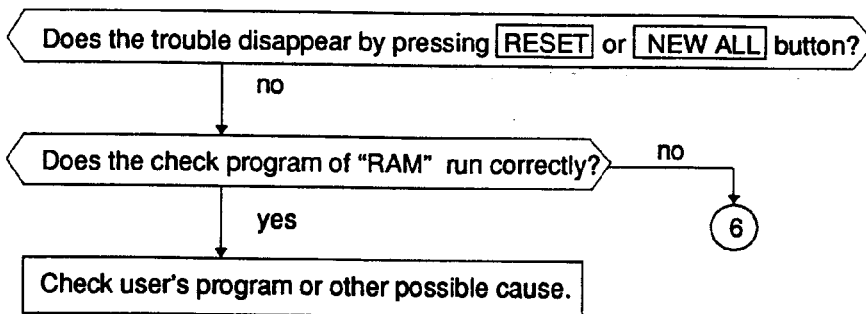 Does the trouble disappear by pressing RESET or NEW ALL button?
no
Does the check program of “RAM” run correctly?
no
yes
6
Check user's program or other possible cause.